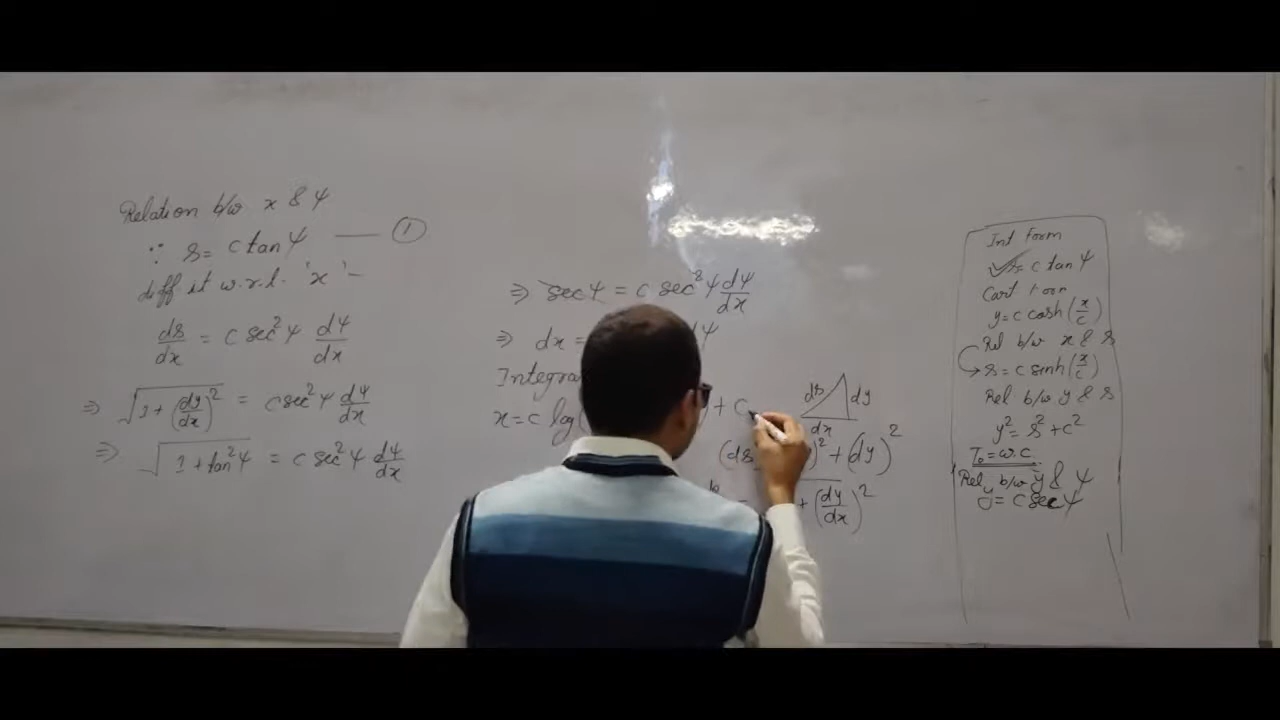 Relation b/w x & ψ
∵ s = c tan ψ —— ①
diff it w.r.t. 'x' –
ds/dx = c sec²ψ dψ/dx
⇒ √(1+(dy/dx)²) = c sec²ψ dψ/dx
⇒ √(1+tan²ψ) = c sec²ψ dψ/dx
⇒ sec ψ = c sec²ψ dψ/dx
⇒ dx =
x = c log(
+ c
ds dy
dx
(ds )² + (dy)²
+ (dy/dx)²
Int Form
✓ s = c tan ψ
Cart Form
y = c cosh(x/c)
Rel b/w x & s
→ s = c sinh(x/c)
Rel b/w y & s
y² = s² + c²
T₀ = w.c
Rel b/w y & ψ
y = c sec ψ